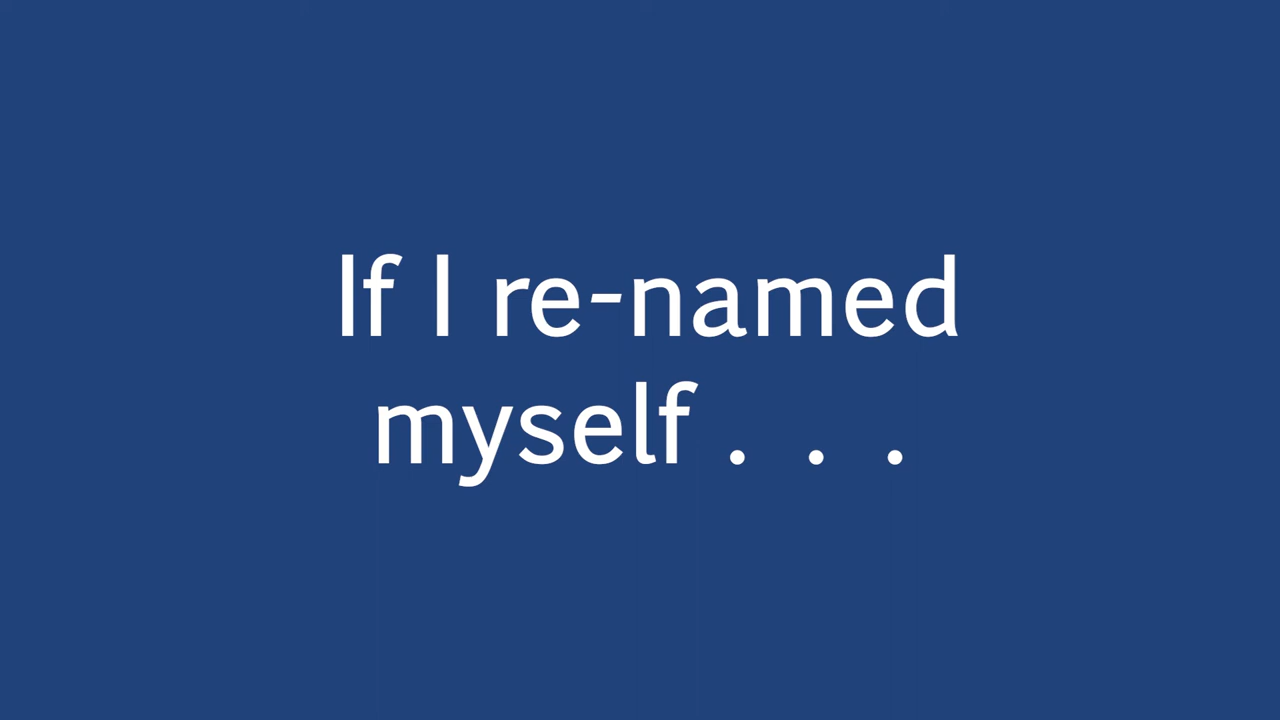 If I re-named
myself . . .